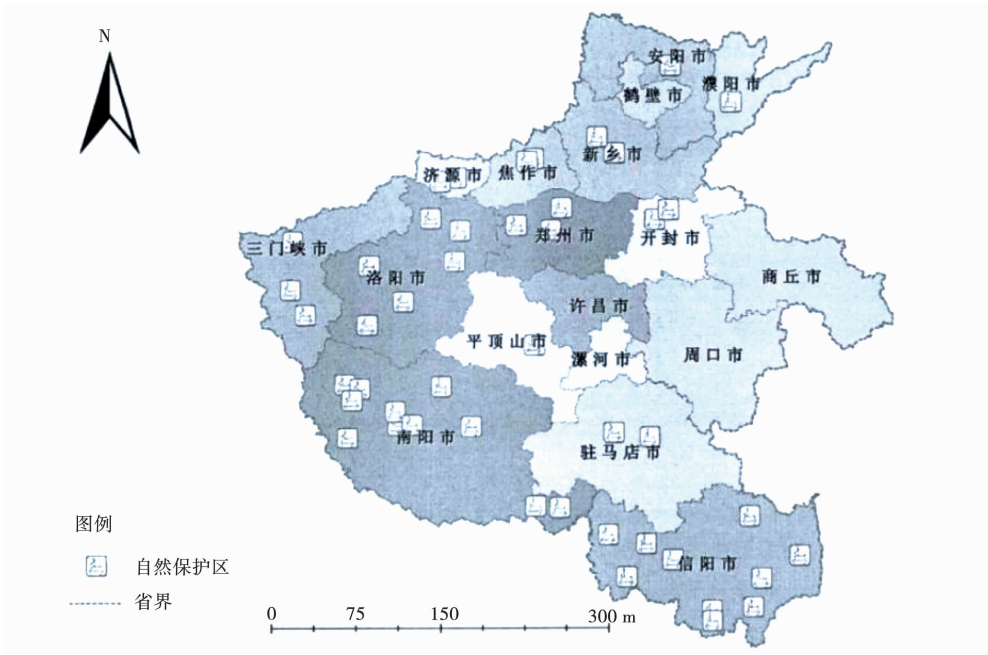 N
安阳市
濮阳市
鹤壁市
新乡市
济源市
焦作市
三门峡市
郑州市
开封市
洛阳市
商丘市
许昌市
平顶山市
漯河市
周口市
南阳市
驻马店市
信阳市
图例
自然保护区
省界
0 75 150 300 m